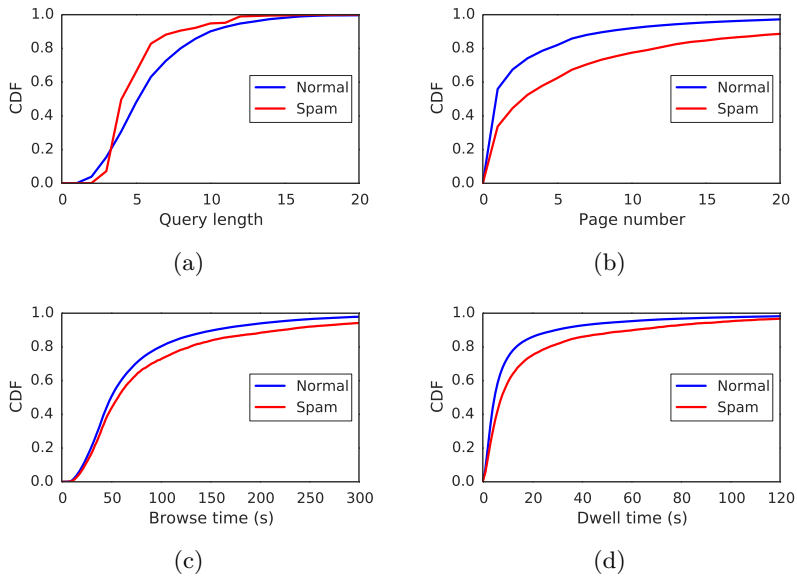 1.0
0.8
0.6
0.4
0.2
0.0
CDF
Normal
Spam
0 5 10 15 20
Query length
(a)
1.0
0.8
0.6
0.4
0.2
0.0
CDF
Normal
Spam
0 5 10 15 20
Page number
(b)
1.0
0.8
0.6
0.4
0.2
0.0
CDF
Normal
Spam
0 50 100 150 200 250 300
Browse time (s)
(c)
1.0
0.8
0.6
0.4
0.2
0.0
CDF
Normal
Spam
0 20 40 60 80 100 120
Dwell time (s)
(d)